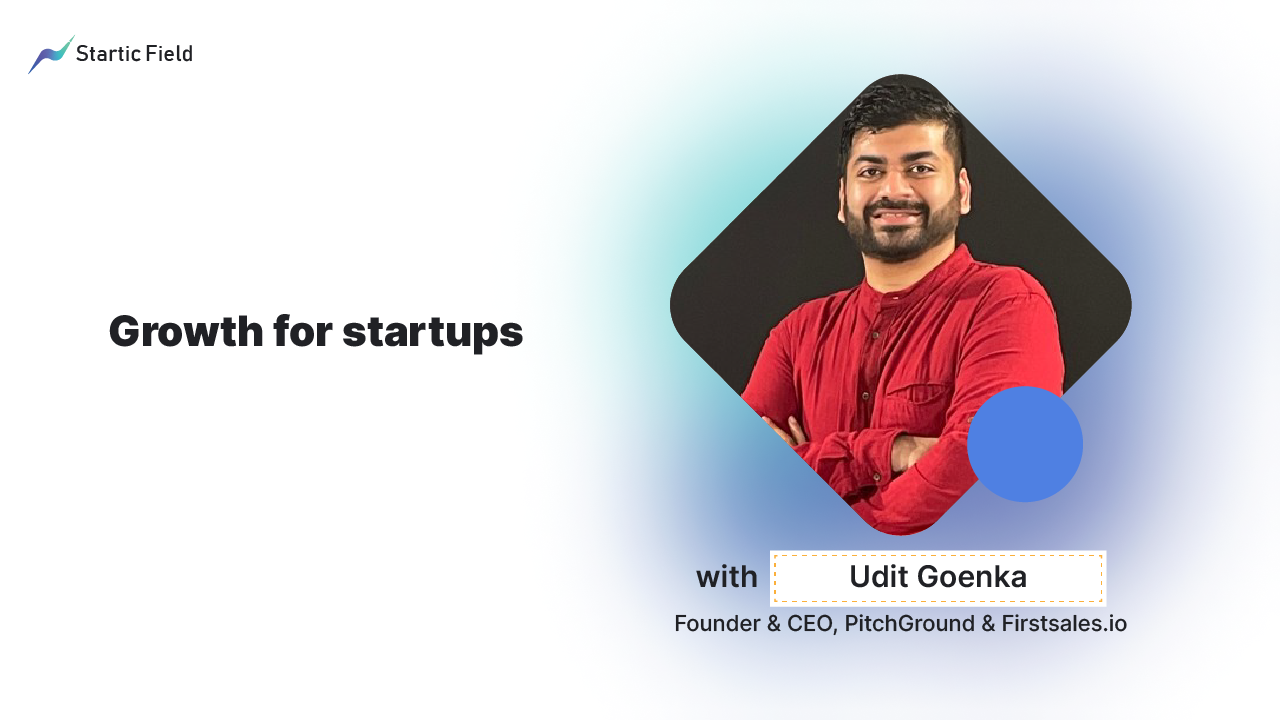 Startic Field
Growth for startups
with Udit Goenka
Founder & CEO, PitchGround & Firstsales.io